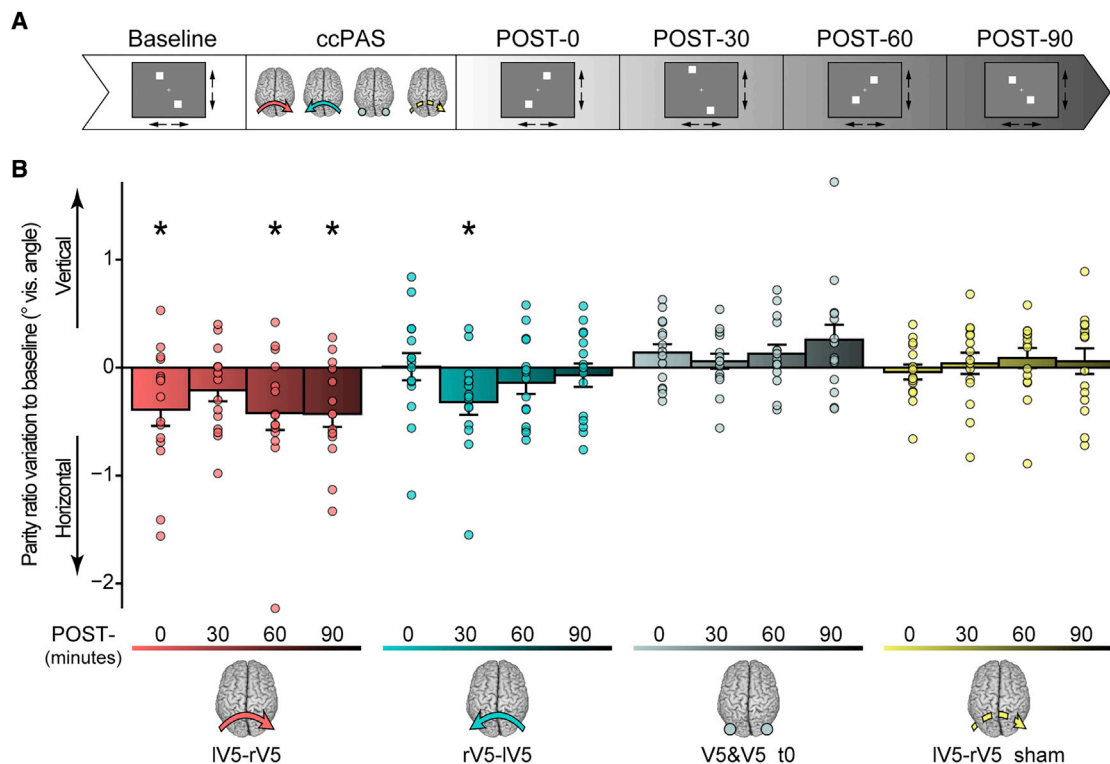 A
Baseline ccPAS POST-0 POST-30 POST-60 POST-90
B
Parity ratio variation to baseline (° vis. angle)
Vertical
Horizontal
1
0
−1
−2
* * * *
POST- (minutes)
0 30 60 90 0 30 60 90 0 30 60 90 0 30 60 90
lV5-rV5 rV5-lV5 V5&V5 t0 lV5-rV5 sham